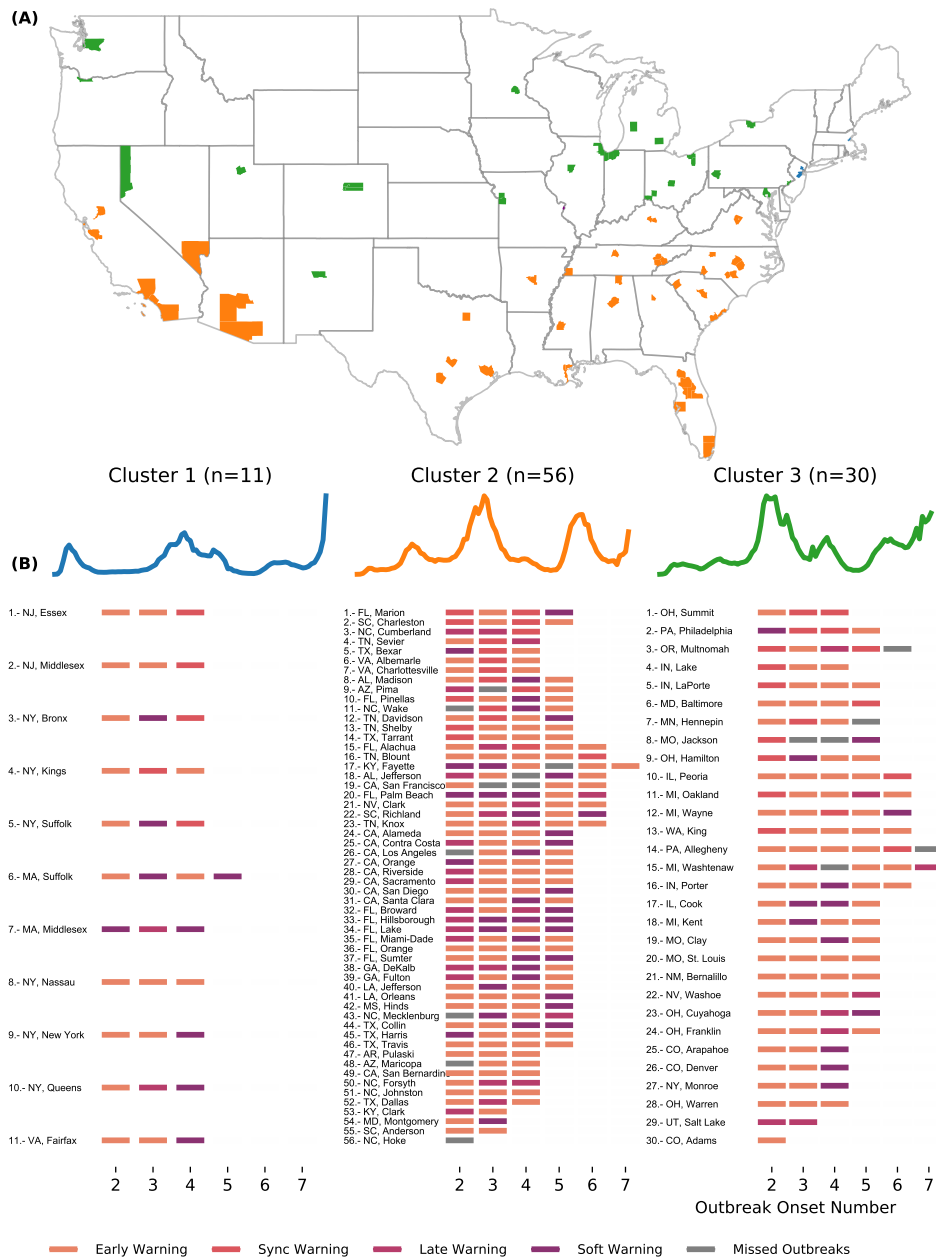 (A)
Cluster 1 (n=11)
Cluster 2 (n=56)
Cluster 3 (n=30)
(B)
1.- NJ, Essex
2.- NJ, Middlesex
3.- NY, Bronx
4.- NY, Kings
5.- NY, Suffolk
6.- MA, Suffolk
7.- MA, Middlesex
8.- NY, Nassau
9.- NY, New York
10.- NY, Queens
11.- VA, Fairfax
2 3 4 5 6 7
1.- FL, Marion
2.- SC, Charleston
3.- NC, Cumberland
4.- TN, Sevier
5.- TX, Bexar
6.- VA, Albemarle
7.- VA, Charlottesville
8.- AL, Madison
9.- AZ, Pima
10.- FL, Pinellas
11.- NC, Wake
12.- TN, Davidson
13.- TN, Shelby
14.- TX, Tarrant
15.- FL, Alachua
16.- TN, Blount
17.- KY, Fayette
18.- AL, Jefferson
19.- CA, San Francisco
20.- FL, Palm Beach
21.- NV, Clark
22.- SC, Richland
23.- TN, Knox
24.- CA, Alameda
25.- CA, Contra Costa
26.- CA, Los Angeles
27.- CA, Orange
28.- CA, Riverside
29.- CA, Sacramento
30.- CA, San Diego
31.- CA, Santa Clara
32.- FL, Broward
33.- FL, Hillsborough
34.- FL, Lake
35.- FL, Miami-Dade
36.- FL, Orange
37.- FL, Sumter
38.- GA, DeKalb
39.- GA, Fulton
40.- LA, Jefferson
41.- LA, Orleans
42.- MS, Hinds
43.- NC, Mecklenburg
44.- TX, Collin
45.- TX, Harris
46.- TX, Travis
47.- AR, Pulaski
48.- AZ, Maricopa
49.- CA, San Bernardino
50.- NC, Forsyth
51.- NC, Johnston
52.- TX, Dallas
53.- KY, Clark
54.- MD, Montgomery
55.- SC, Anderson
56.- NC, Hoke
2 3 4 5 6 7
1.- OH, Summit
2.- PA, Philadelphia
3.- OR, Multnomah
4.- IN, Lake
5.- IN, LaPorte
6.- MD, Baltimore
7.- MN, Hennepin
8.- MO, Jackson
9.- OH, Hamilton
10.- IL, Peoria
11.- MI, Oakland
12.- MI, Wayne
13.- WA, King
14.- PA, Allegheny
15.- MI, Washtenaw
16.- IN, Porter
17.- IL, Cook
18.- MI, Kent
19.- MO, Clay
20.- MO, St. Louis
21.- NM, Bernalillo
22.- NV, Washoe
23.- OH, Cuyahoga
24.- OH, Franklin
25.- CO, Arapahoe
26.- CO, Denver
27.- NY, Monroe
28.- OH, Warren
29.- UT, Salt Lake
30.- CO, Adams
2 3 4 5 6 7
Outbreak Onset Number
Early Warning
Sync Warning
Late Warning
Soft Warning
Missed Outbreaks